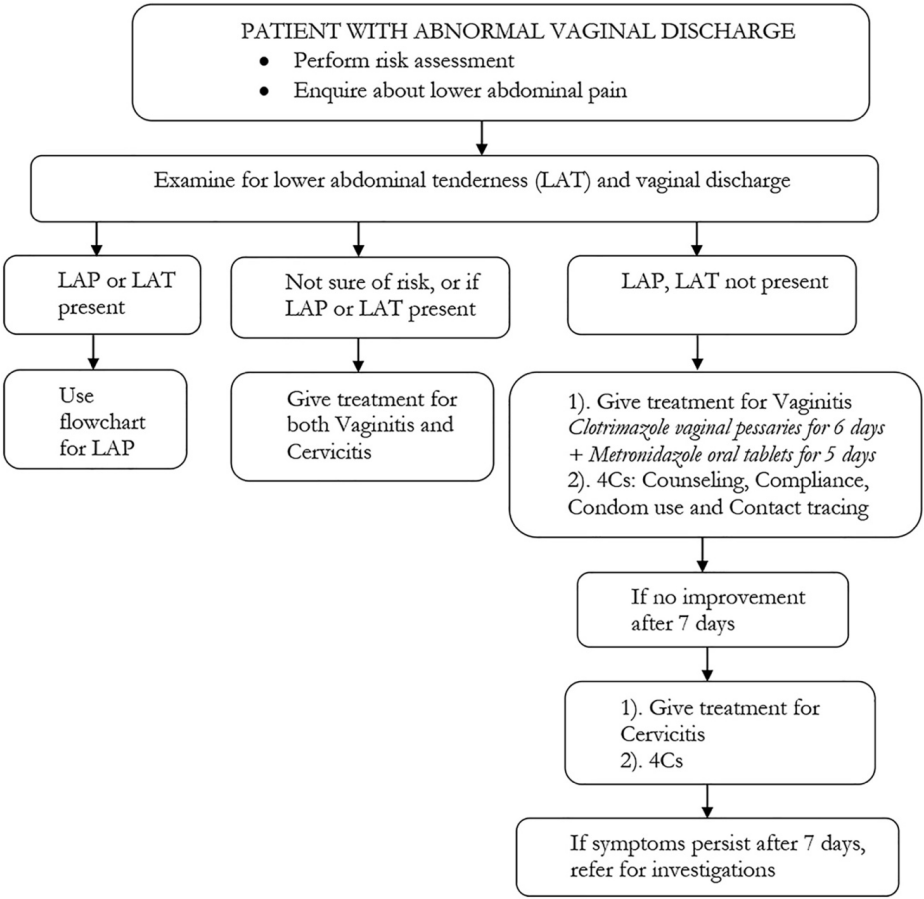 PATIENT WITH ABNORMAL VAGINAL DISCHARGE
• Perform risk assessment
• Enquire about lower abdominal pain
Examine for lower abdominal tenderness (LAT) and vaginal discharge
LAP or LAT
present
Not sure of risk, or if
LAP or LAT present
LAP, LAT not present
Use
flowchart
for LAP
Give treatment for
both Vaginitis and
Cervicitis
1). Give treatment for Vaginitis
Clotrimazole vaginal pessaries for 6 days
+ Metronidazole oral tablets for 5 days
2). 4Cs: Counseling, Compliance,
Condom use and Contact tracing
If no improvement
after 7 days
1). Give treatment for
Cervicitis
2). 4Cs
If symptoms persist after 7 days,
refer for investigations